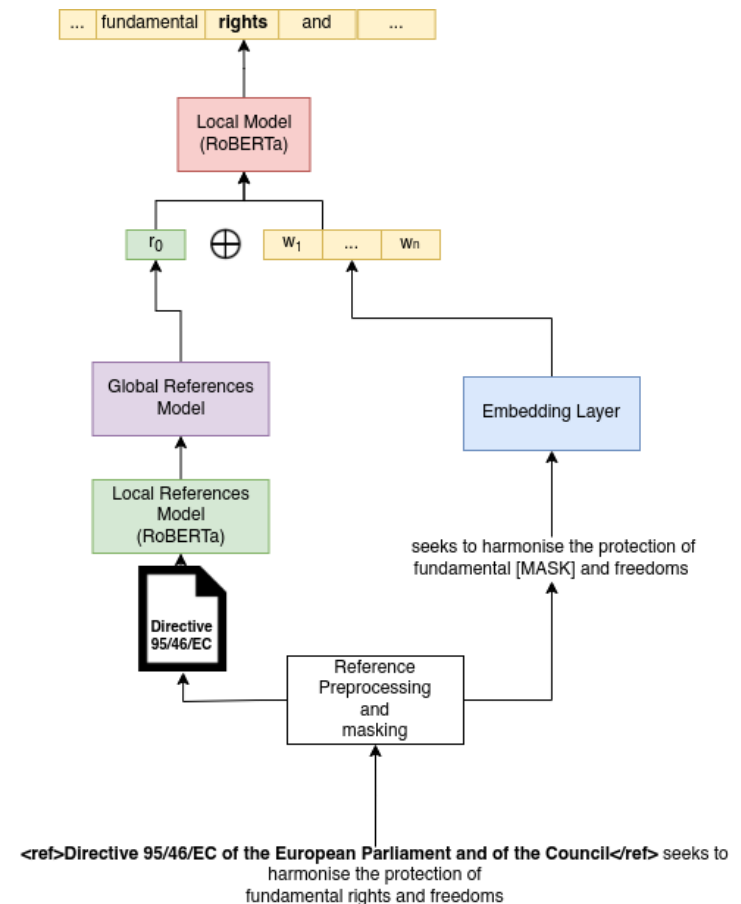 ... fundamental rights and ...
Local Model
(RoBERTa)
r0 w1 ... wn
Global References
Model
Embedding Layer
Local References
Model
(RoBERTa)
seeks to harmonise the protection of
fundamental [MASK] and freedoms
Directive
95/46/EC
Reference
Preprocessing
and
masking
<ref>Directive 95/46/EC of the European Parliament and of the Council</ref> seeks to
harmonise the protection of
fundamental rights and freedoms